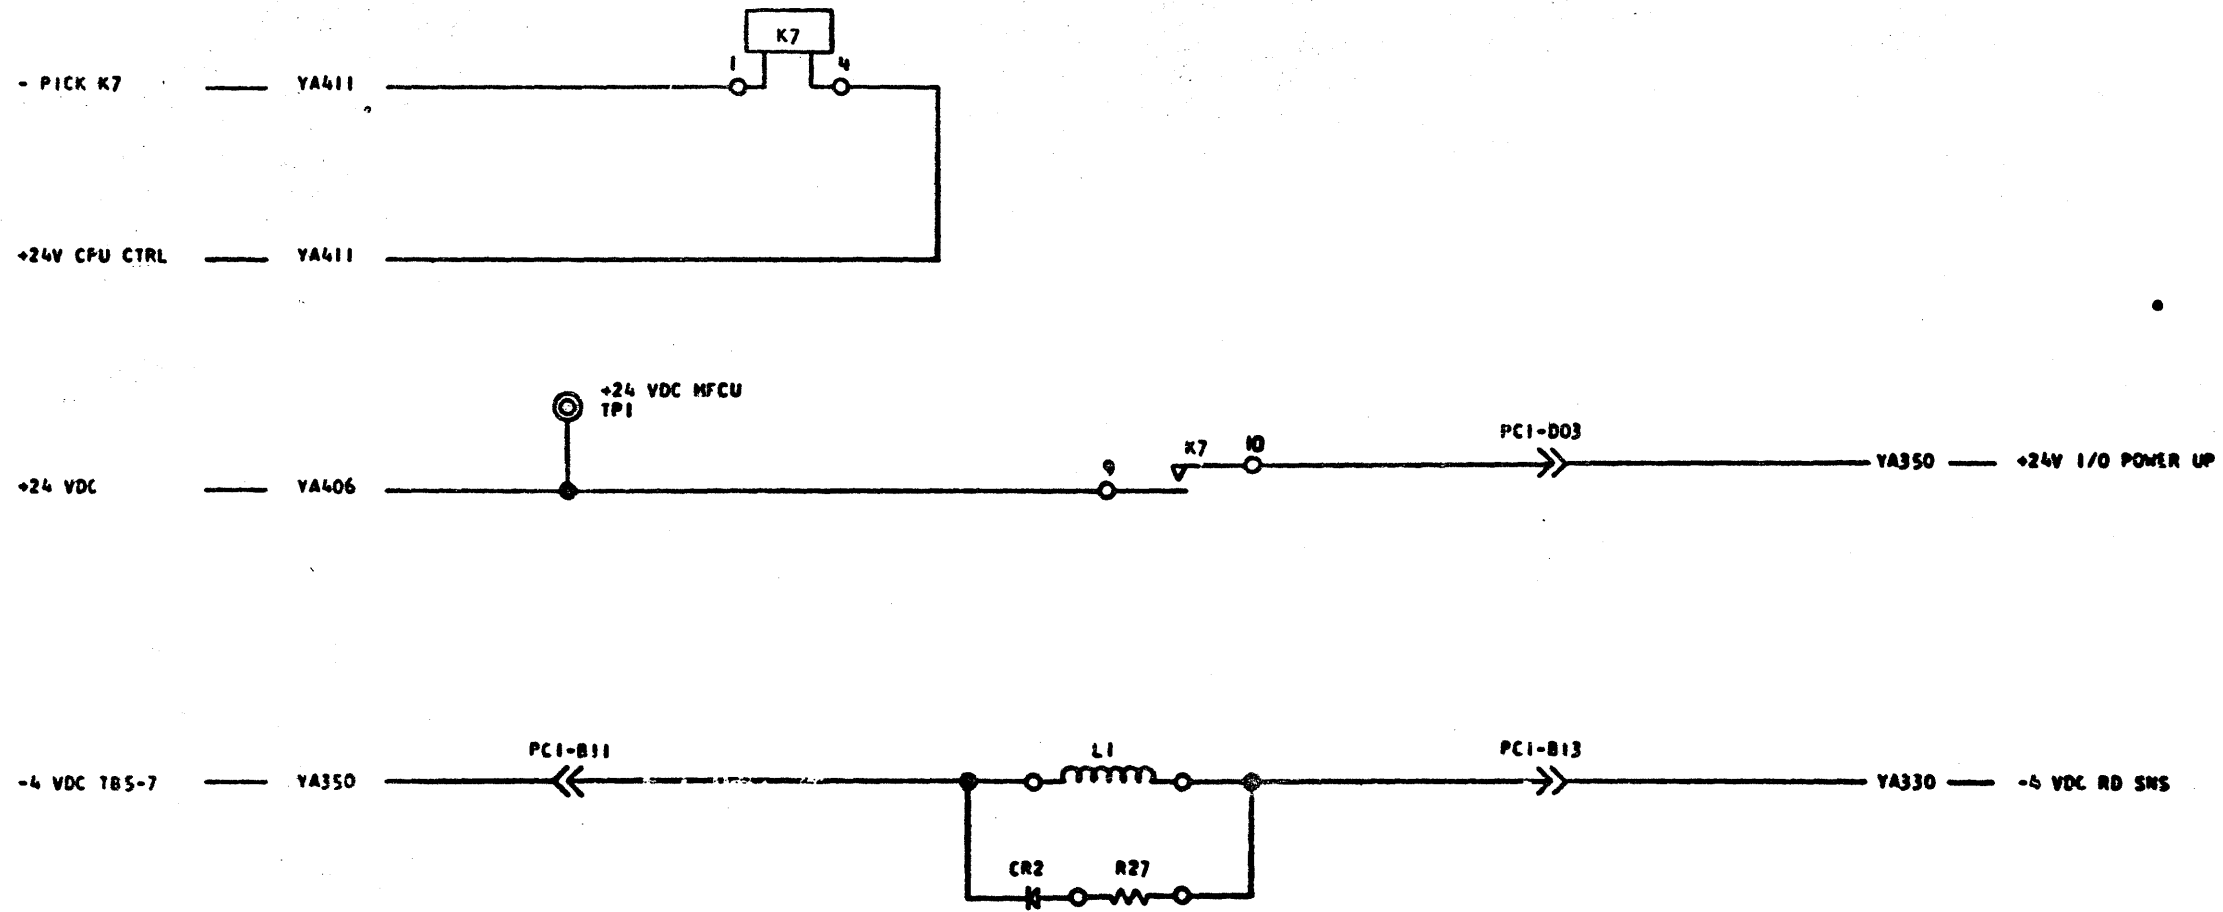 K7
1 4
- PICK K7 YA411
+24V CPU CTRL YA411
+24 VDC MFCU
TP1
PC1-D03
K7 10
9
+24 VDC YA406
YA350 +24V I/O POWER UP
PC1-B11
L1
PC1-B13
-4 VDC TB5-7 YA350
YA330 -4 VDC RD SNS
CR2 R27